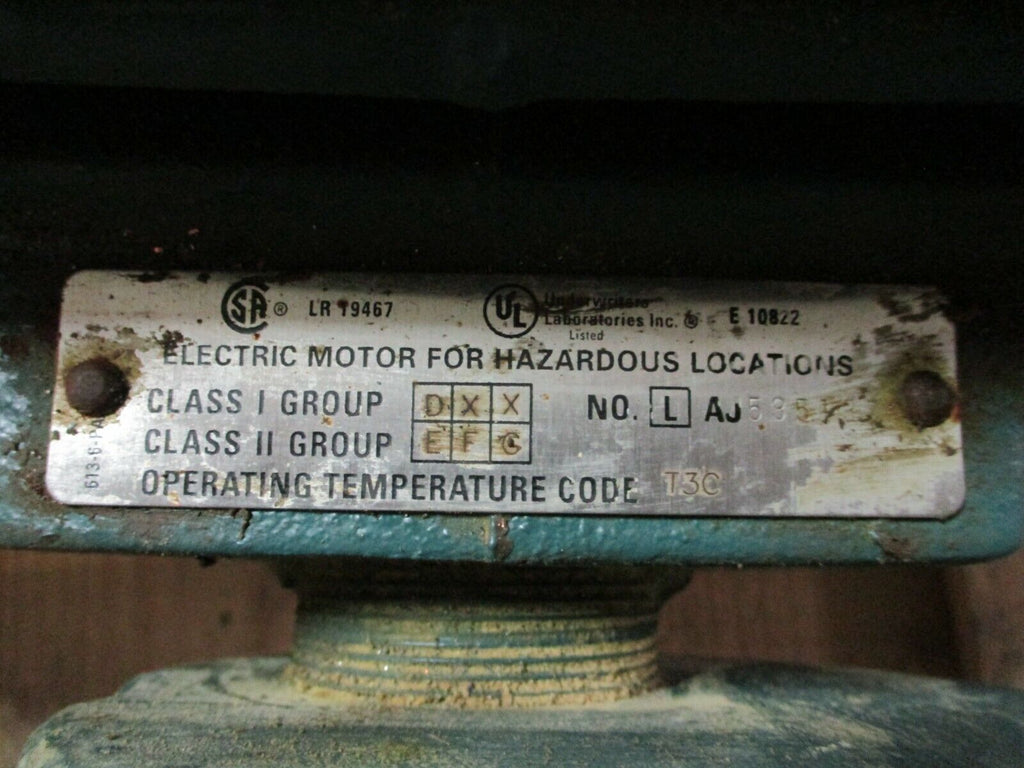 SA ® LR 19467 UL Underwriters Laboratories Inc. ® E 10822
Listed
ELECTRIC MOTOR FOR HAZARDOUS LOCATIONS
CLASS I GROUP D X X NO. L AJ
CLASS II GROUP E F G
OPERATING TEMPERATURE CODE T3C